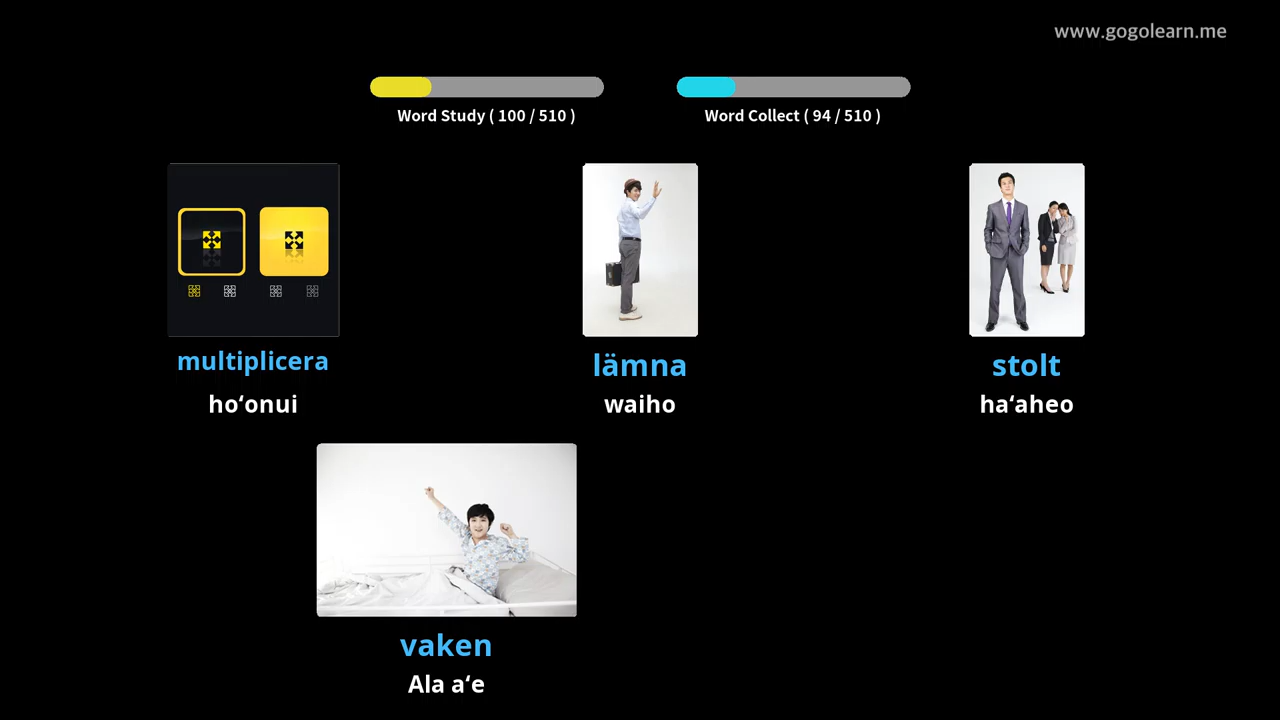 www.gogolearn.me
Word Study ( 100 / 510 )
Word Collect ( 94 / 510 )
multiplicera
hoʻonui
lämna
waiho
stolt
haʻaheo
vaken
Ala aʻe